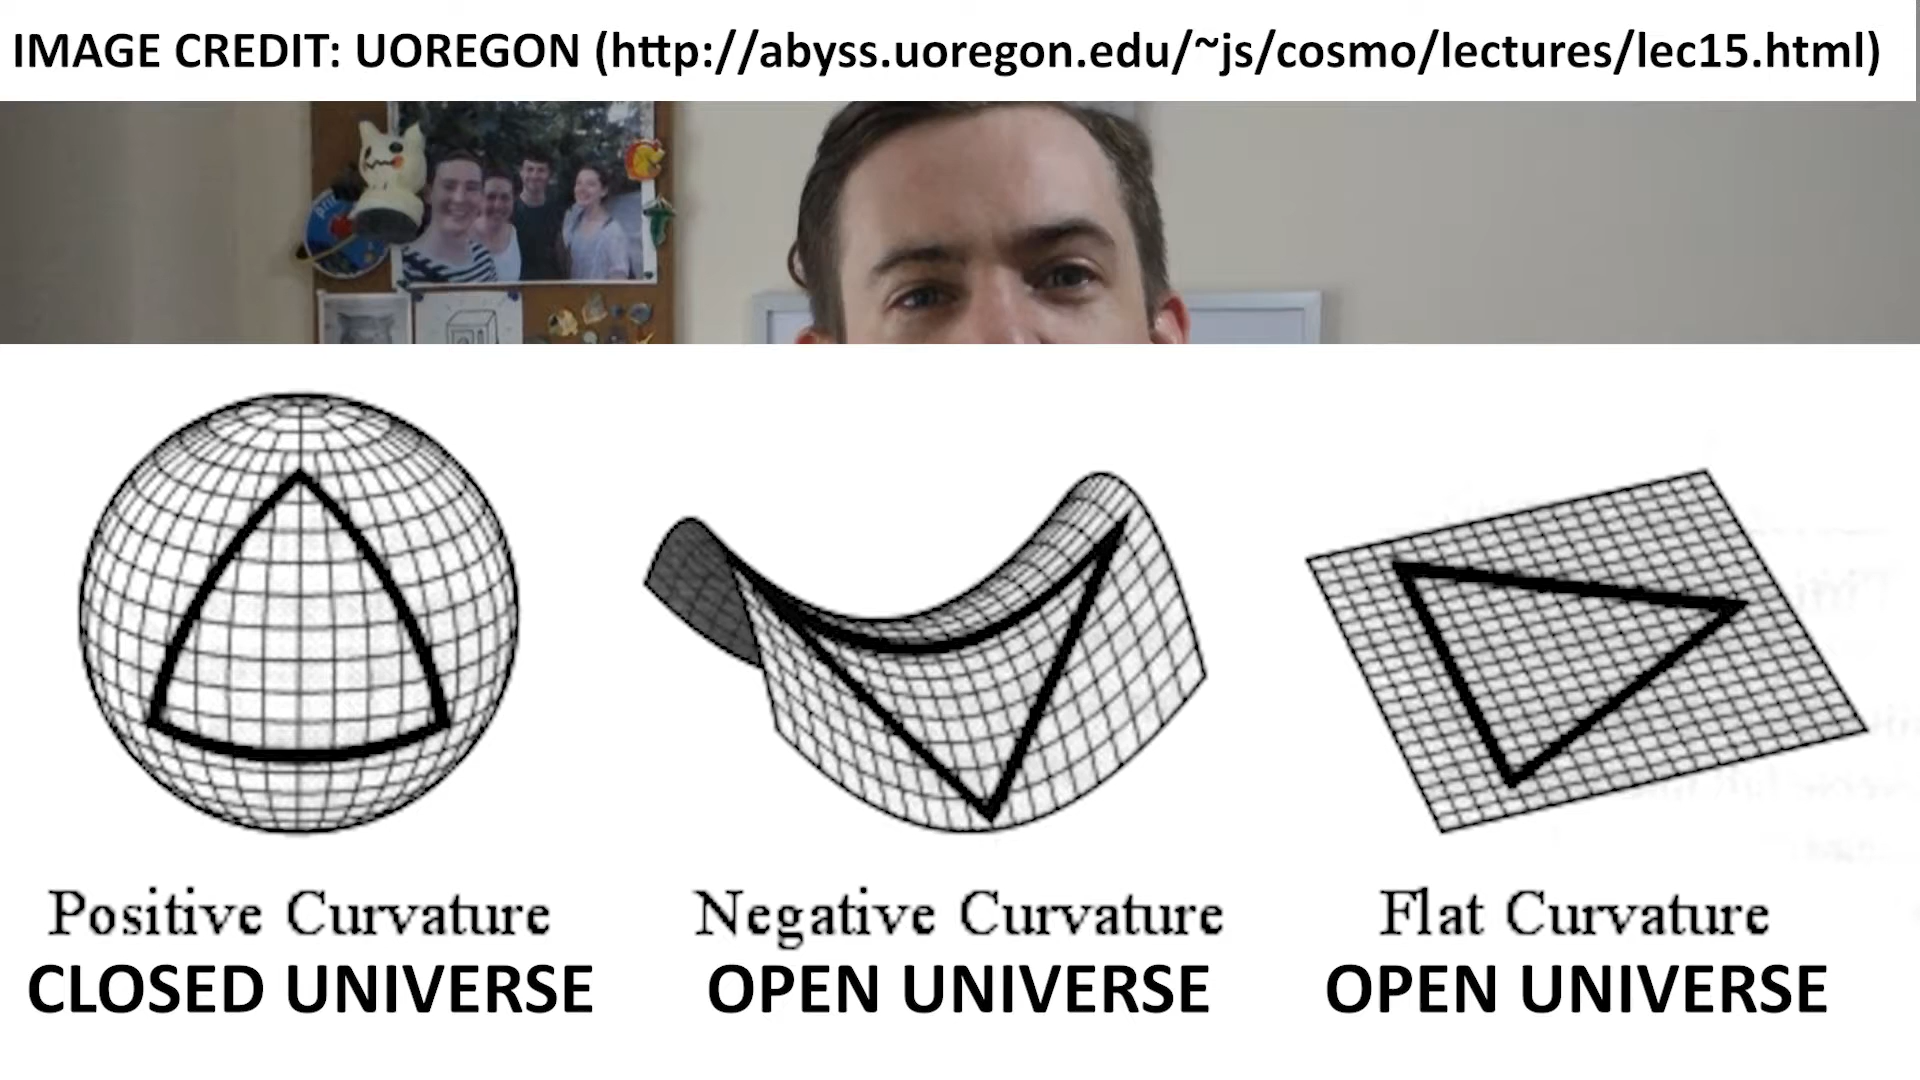 IMAGE CREDIT: UOREGON (http://abyss.uoregon.edu/~js/cosmo/lectures/lec15.html)
Positive Curvature
Negative Curvature
Flat Curvature
CLOSED UNIVERSE
OPEN UNIVERSE
OPEN UNIVERSE